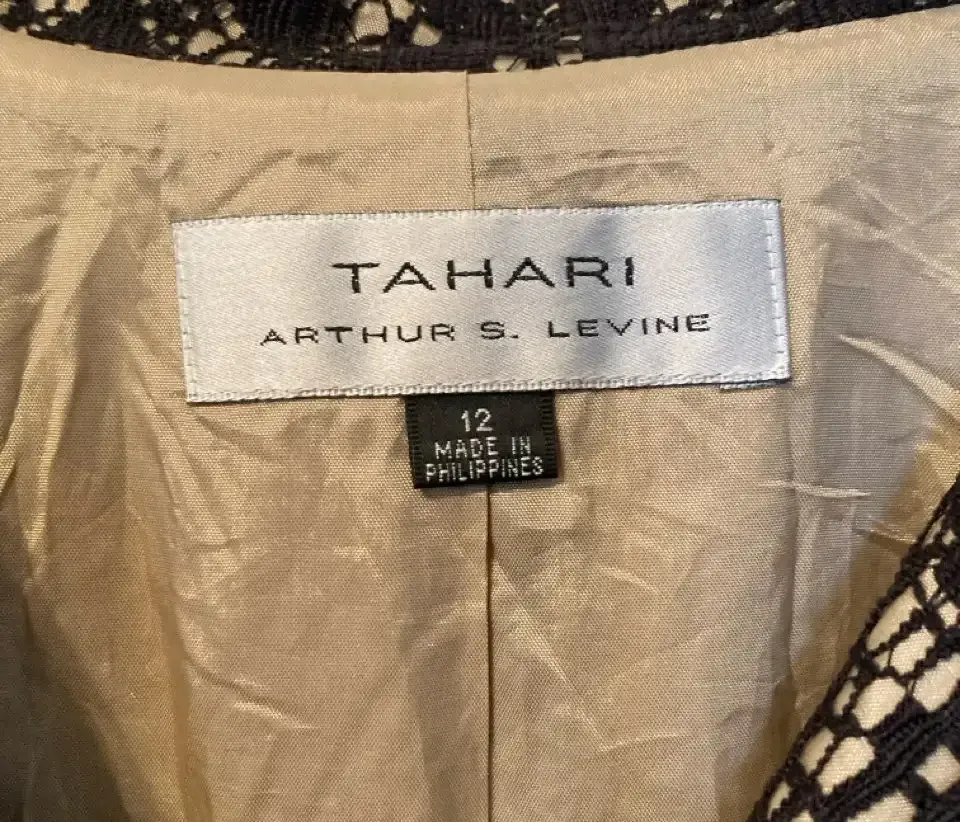 TAHARI
ARTHUR S. LEVINE
12
MADE IN
PHILIPPINES